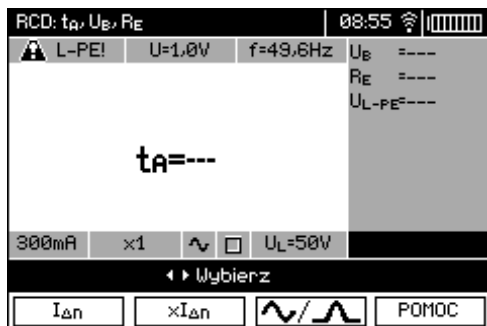 RCD: tA, UB, RE 08:55
L-PE! U=1,0V f=49,6Hz
UB =---
RE =---
UL-PE=---
tA=---
300mA x1 UL=50V
Wybierz
IΔn xIΔn / POMOC